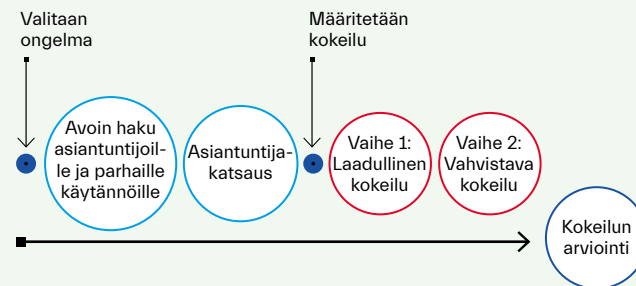 Valitaan
ongelma
Määritetään
kokeilu
Avoin haku
asiantuntijoil-
le ja parhaille
käytännöille
Asiantuntija-
katsaus
Vaihe 1:
Laadullinen
kokeilu
Vaihe 2:
Vahvistava
kokeilu
Kokeilun
arviointi